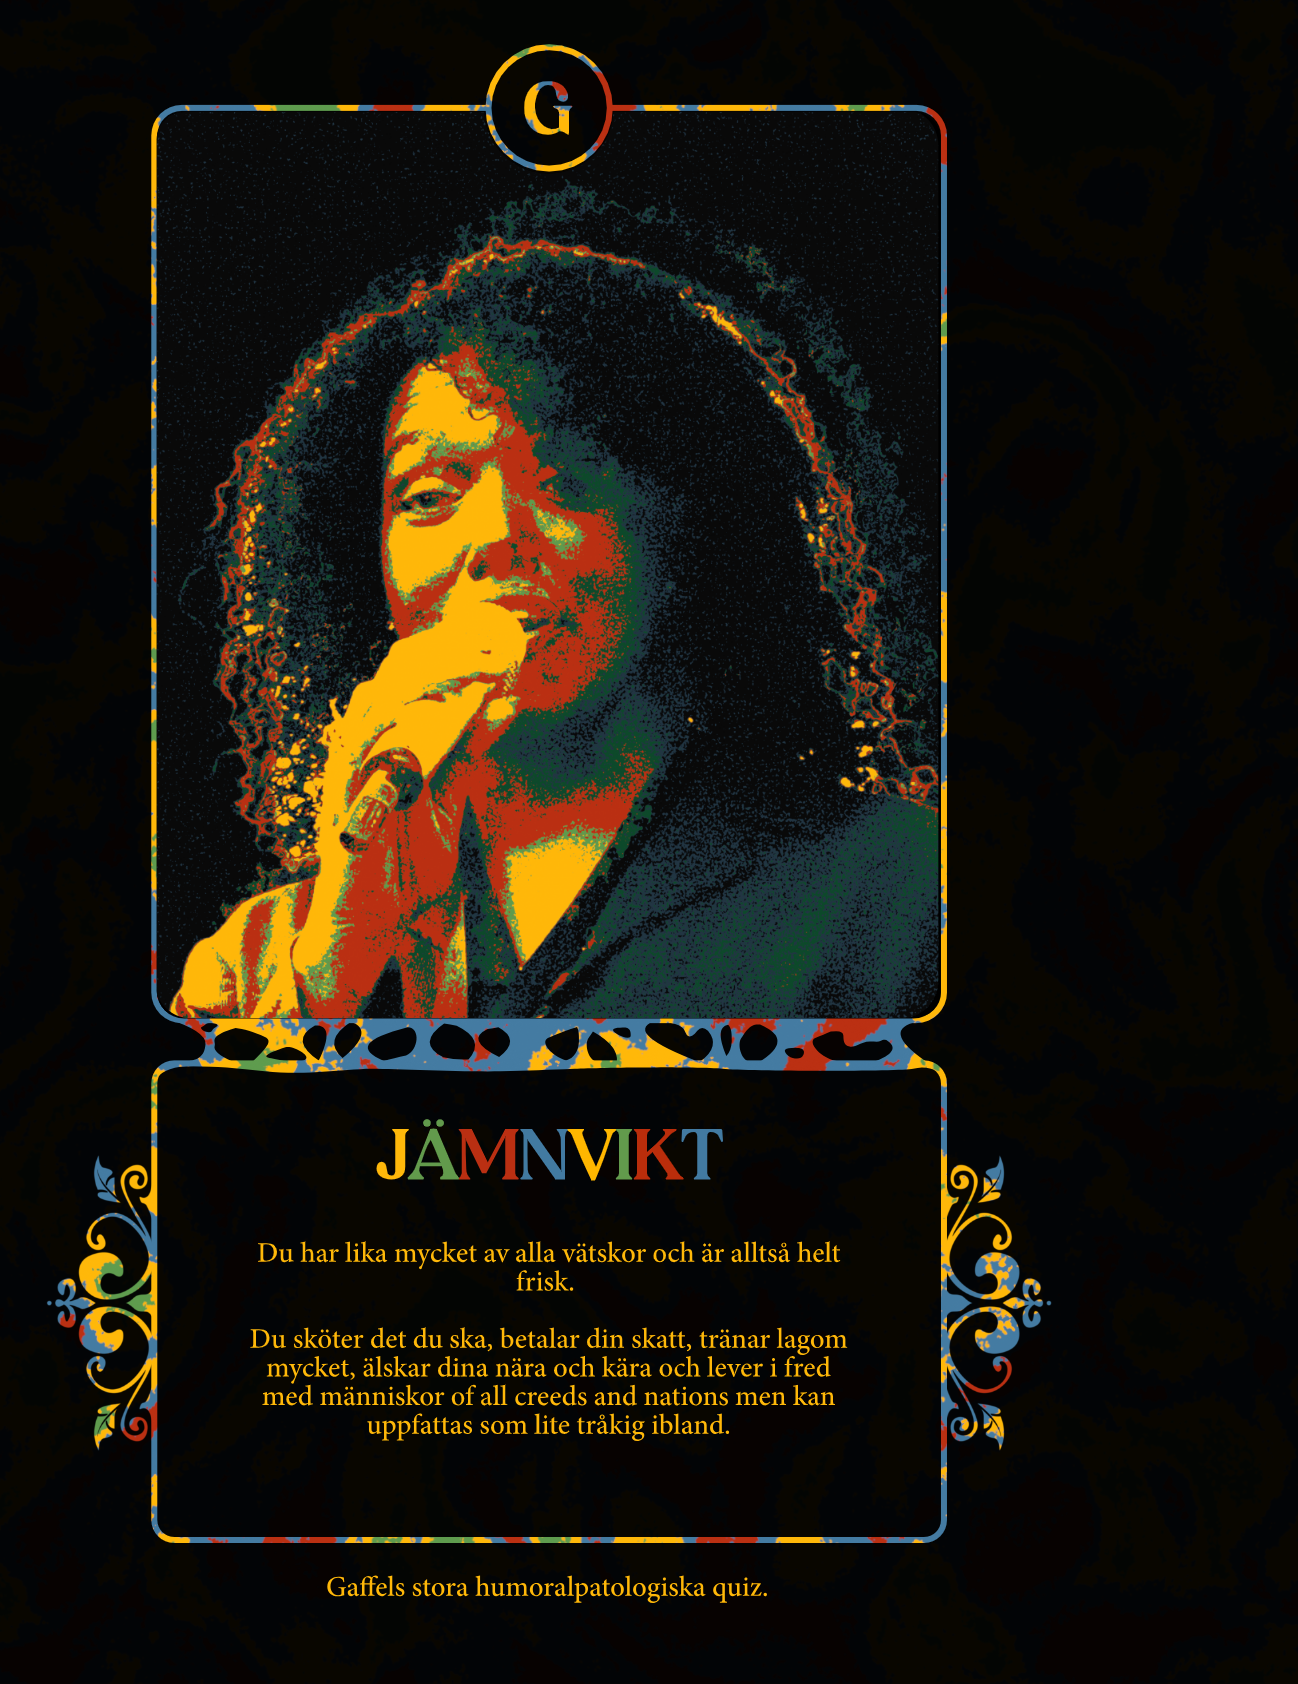 G
JÄMNVIKT
Du har lika mycket av alla vätskor och är alltså helt
frisk.
Du sköter det du ska, betalar din skatt, tränar lagom
mycket, älskar dina nära och kära och lever i fred
med människor of all creeds and nations men kan
uppfattas som lite tråkig ibland.
Gaffels stora humoralpatologiska quiz.